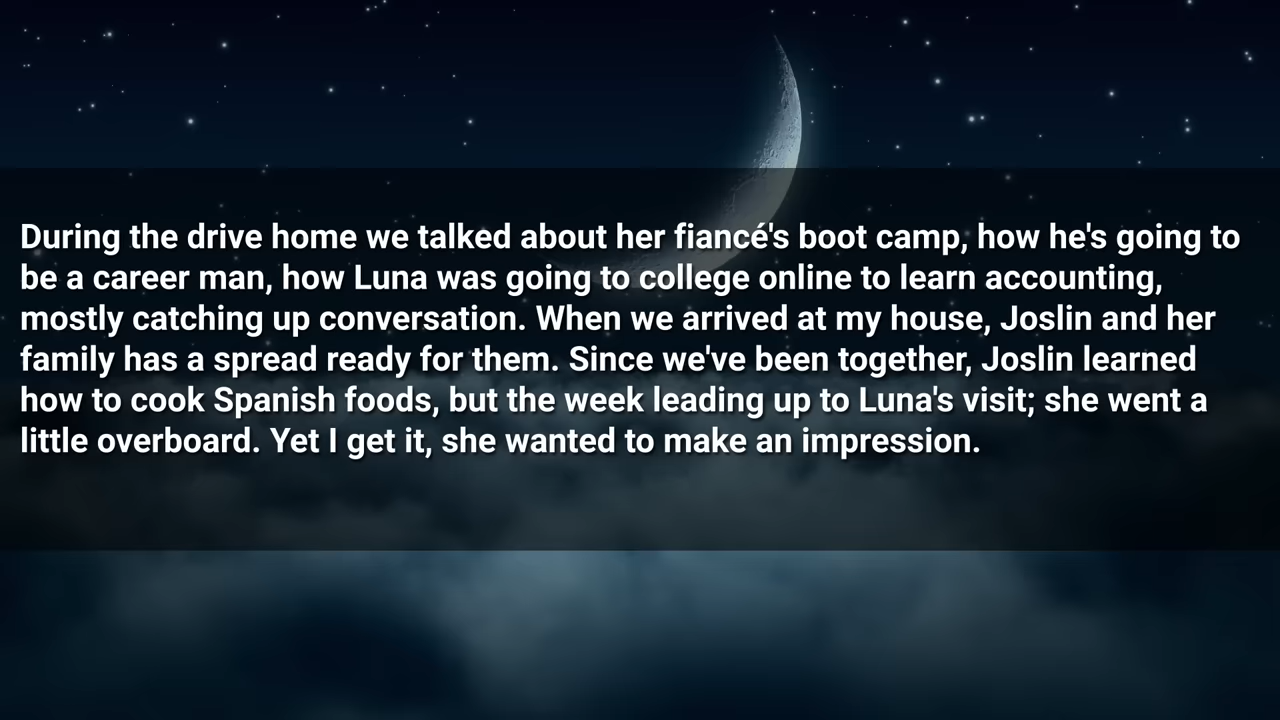 During the drive home we talked about her fiancé's boot camp, how he's going to
be a career man, how Luna was going to college online to learn accounting,
mostly catching up conversation. When we arrived at my house, Joslin and her
family has a spread ready for them. Since we've been together, Joslin learned
how to cook Spanish foods, but the week leading up to Luna's visit; she went a
little overboard. Yet I get it, she wanted to make an impression.